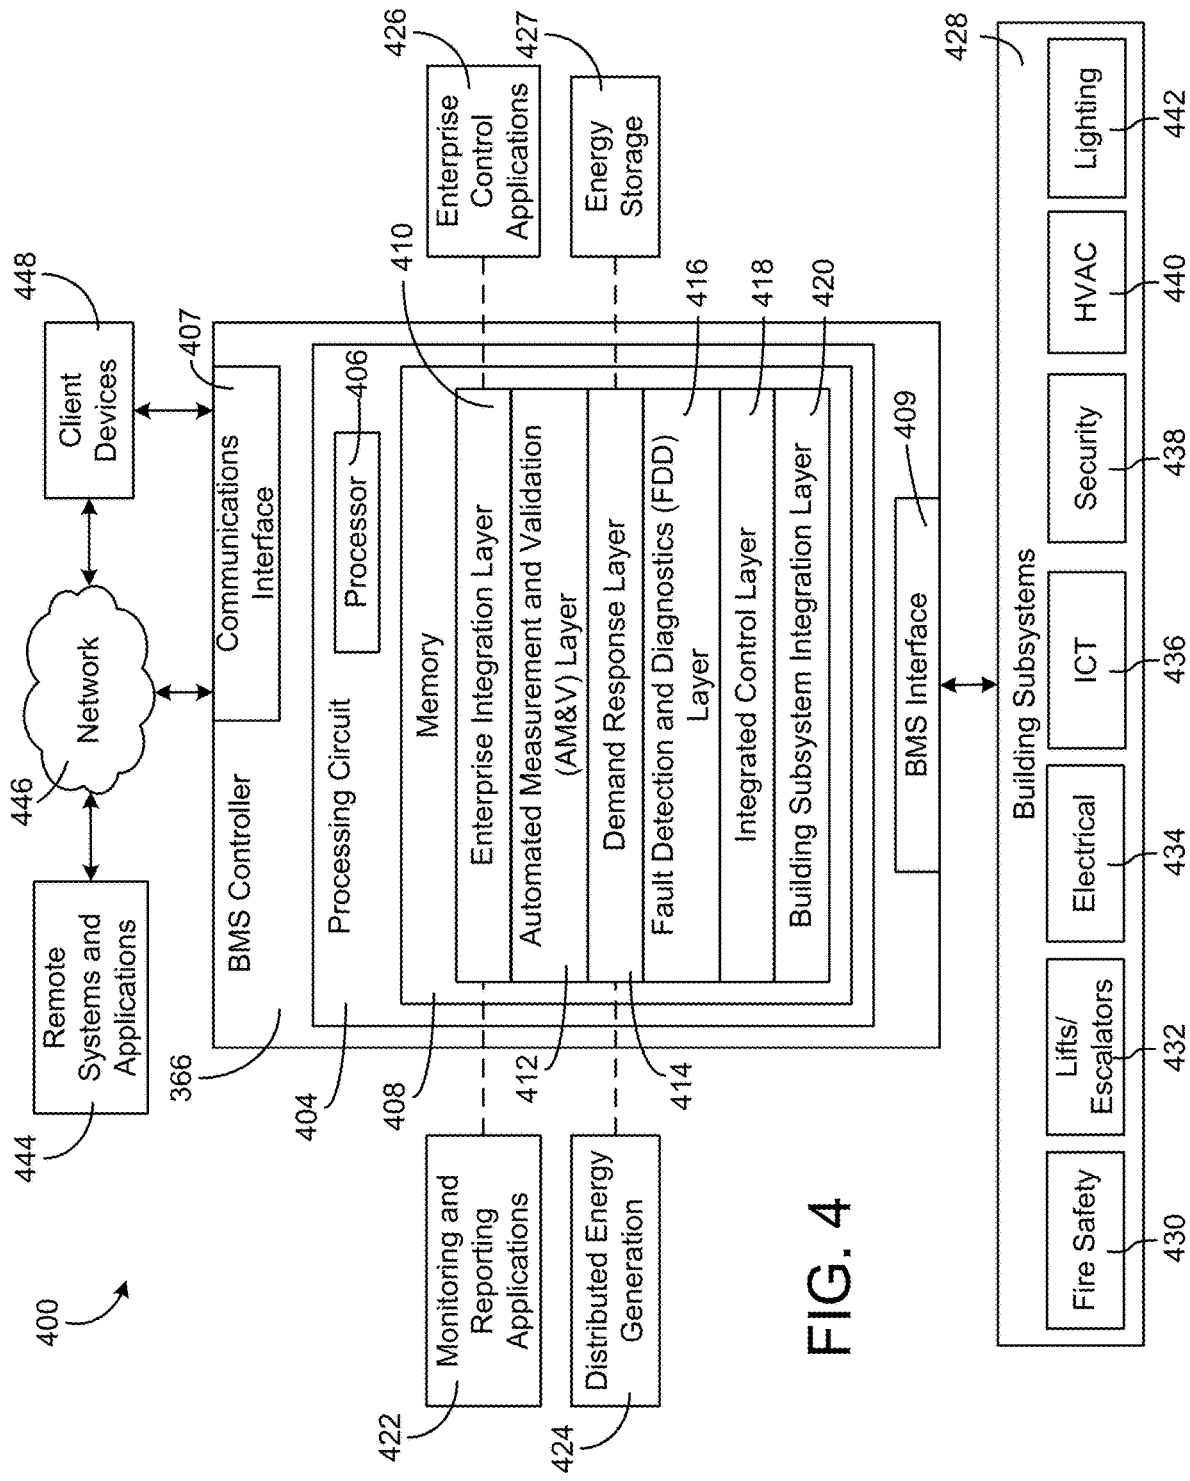 400
444
Remote
Systems and
Applications
446
Network
448
Client
Devices
366
BMS Controller
407
Communications
Interface
404
Processing Circuit
406
Processor
408
Memory
410
Enterprise Integration Layer
412
Automated Measurement and Validation
(AM&V) Layer
414
Demand Response Layer
416
Fault Detection and Diagnostics (FDD)
Layer
418
Integrated Control Layer
420
Building Subsystem Integration Layer
409
BMS Interface
422
Monitoring and
Reporting
Applications
424
Distributed Energy
Generation
426
Enterprise
Control
Applications
427
Energy
Storage
428
Building Subsystems
Fire Safety
Lifts/
Escalators
Electrical
ICT
Security
HVAC
Lighting
430
432
434
436
438
440
442
FIG. 4